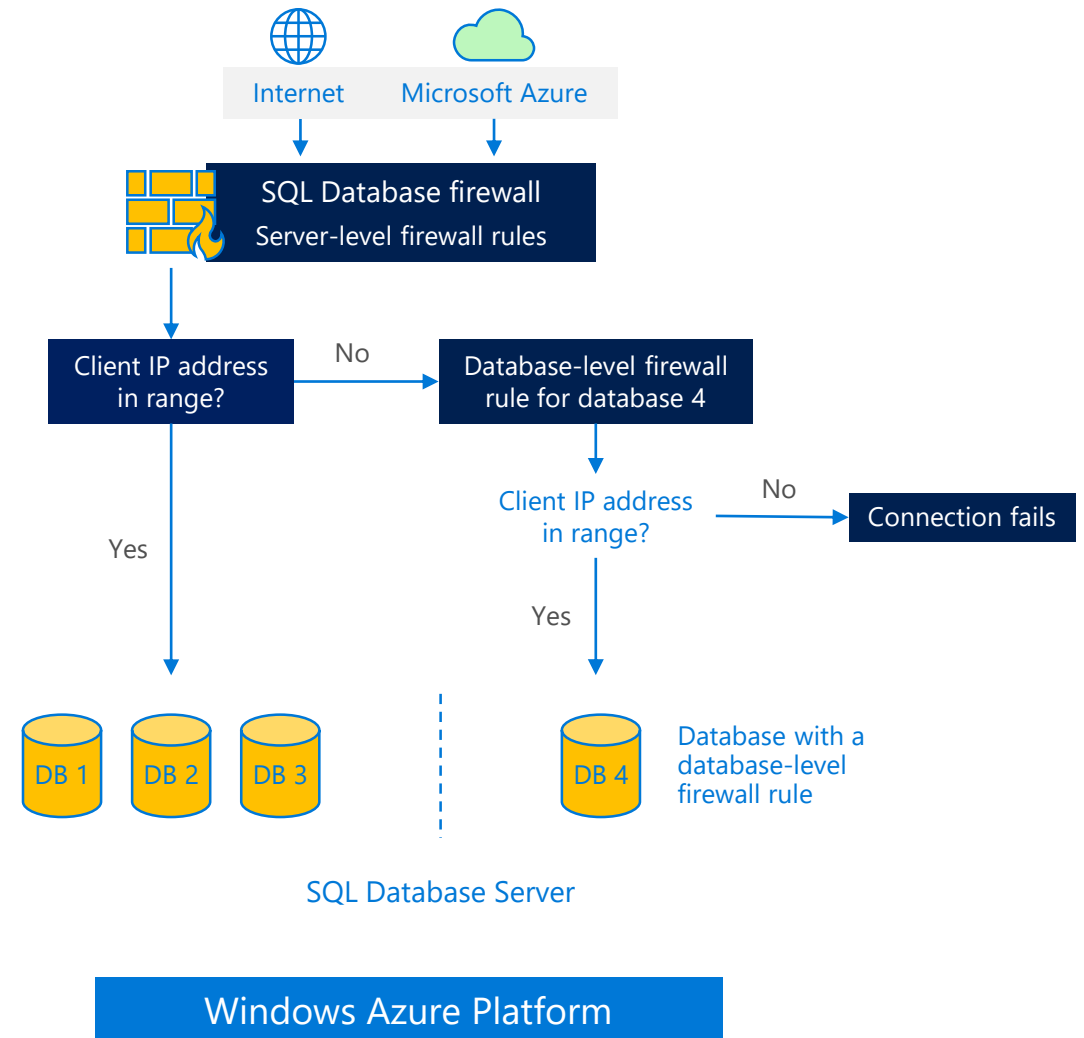 Internet
Microsoft Azure
SQL Database firewall
Server-level firewall rules
Client IP address
in range?
No
Database-level firewall
rule for database 4
Client IP address
in range?
No
Connection fails
Yes
Yes
DB 1
DB 2
DB 3
DB 4
Database with a
database-level
firewall rule
SQL Database Server
Windows Azure Platform